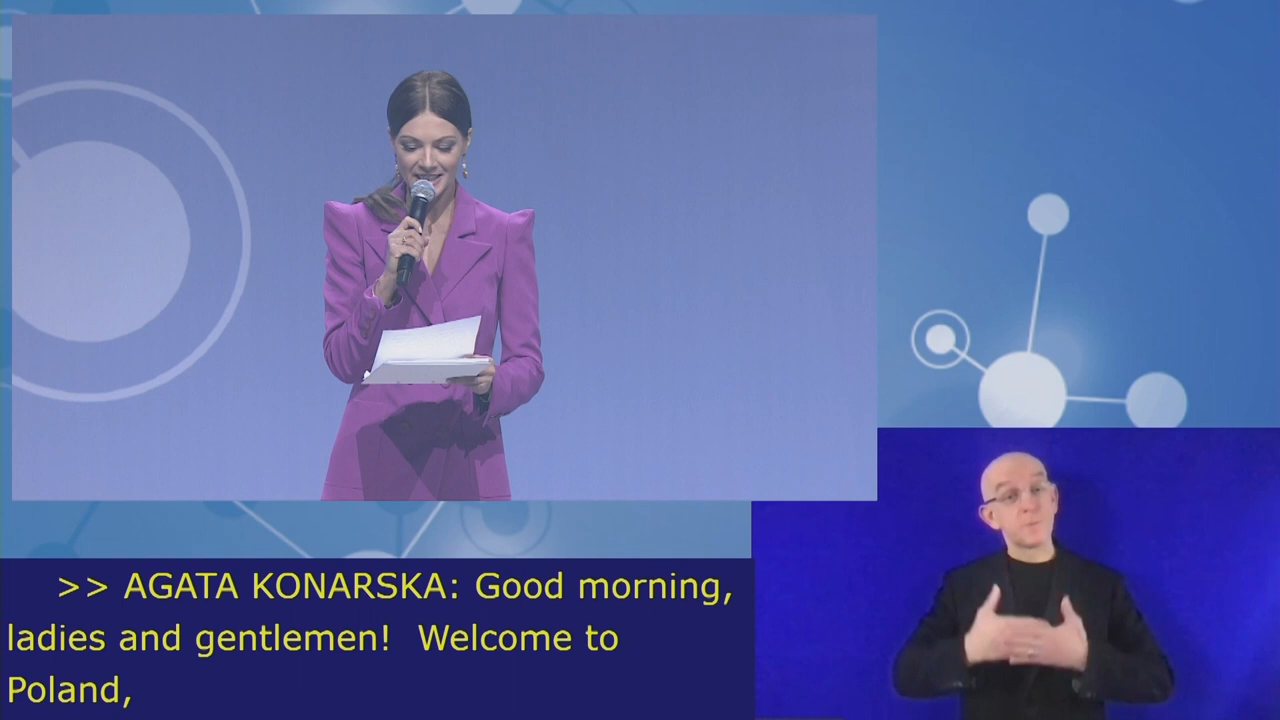 >> AGATA KONARSKA: Good morning,
ladies and gentlemen!  Welcome to
Poland,